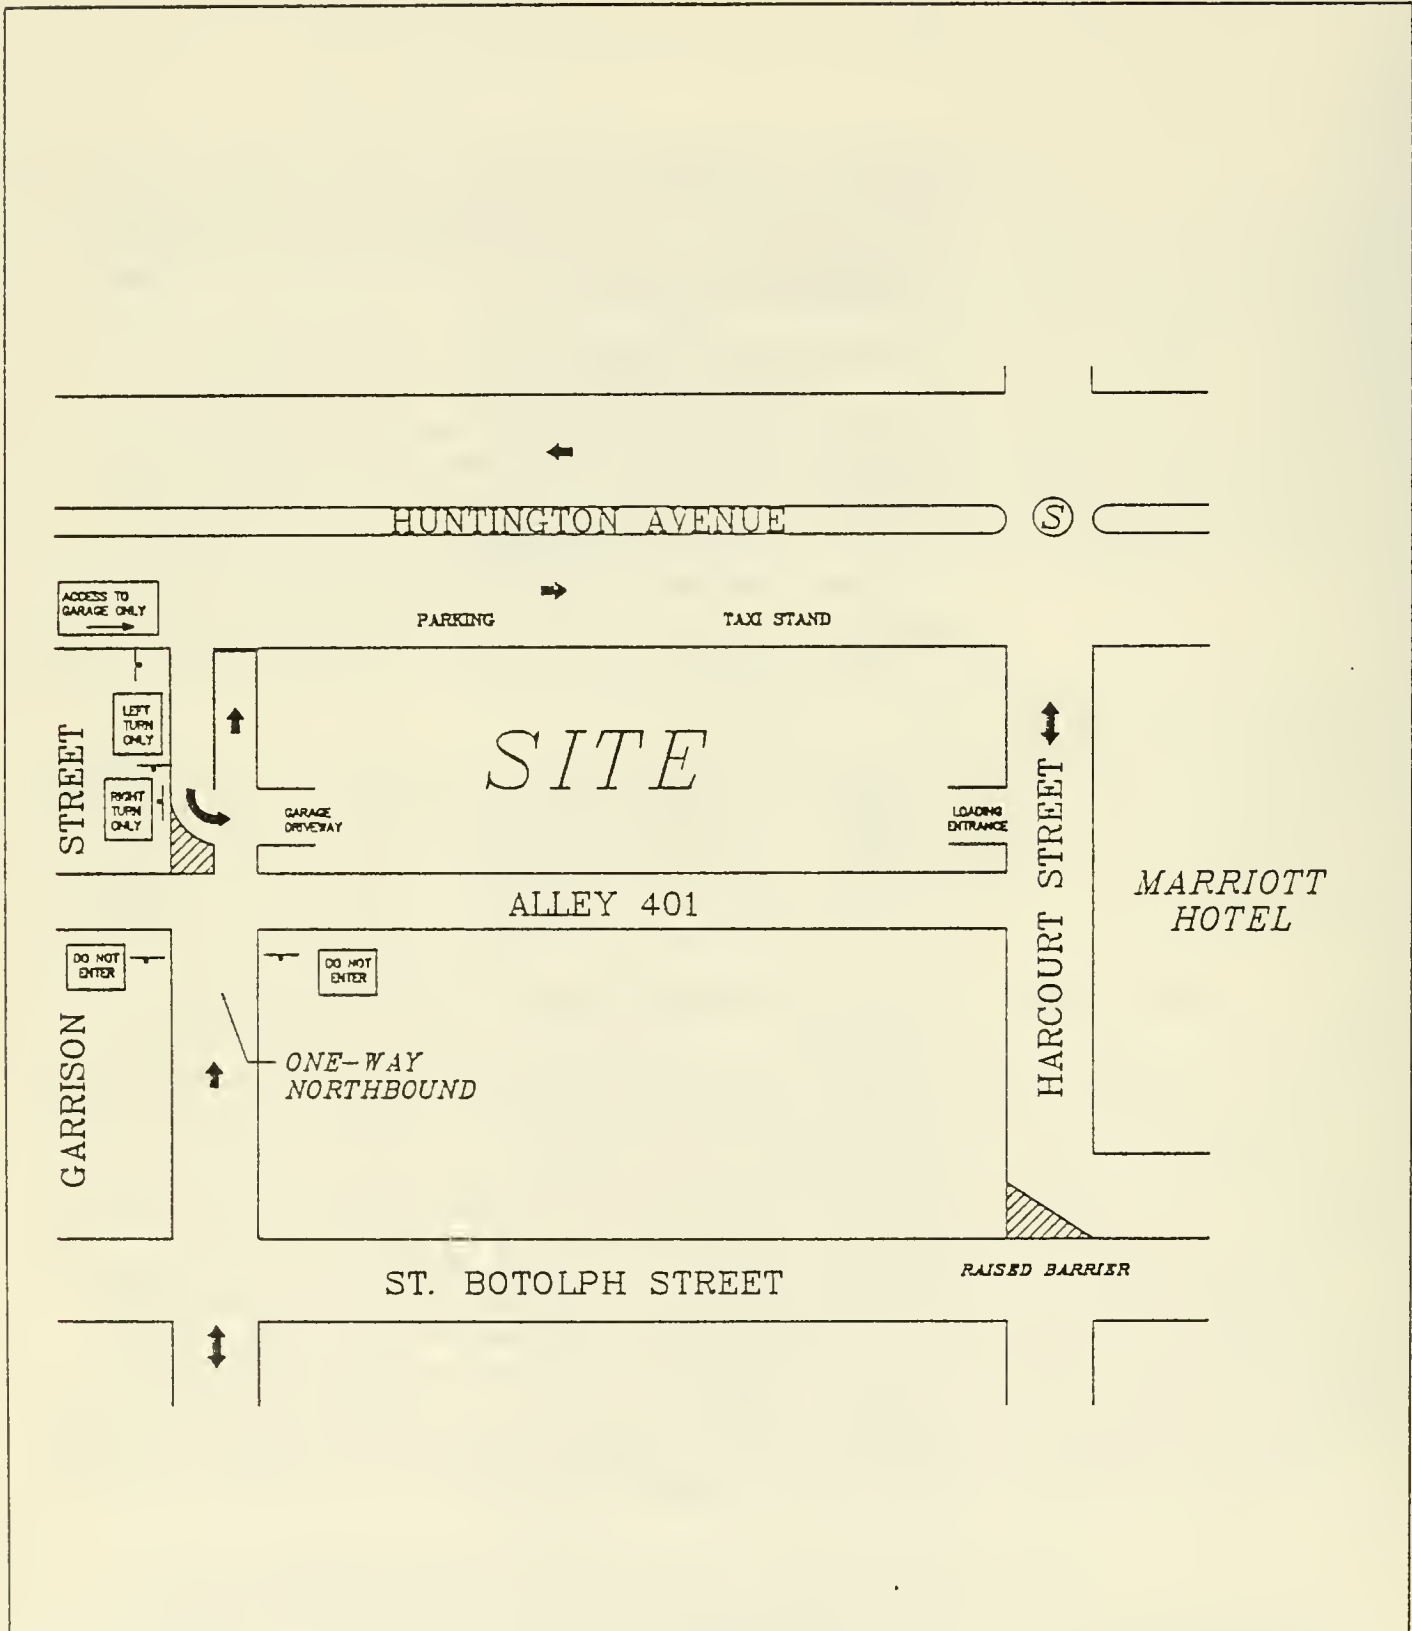 HUNTINGTON AVENUE
S
ACCESS TO
GARAGE ONLY
PARKING
TAXI STAND
LEFT
TURN
ONLY
SITE
RIGHT
TURN
ONLY
GARAGE
DRIVEWAY
LOADING
ENTRANCE
GARRISON STREET
HARCOURT STREET
MARRIOTT
HOTEL
ALLEY 401
DO NOT
ENTER
DO NOT
ENTER
ONE-WAY
NORTHBOUND
RAISED BARRIER
ST. BOTOLPH STREET